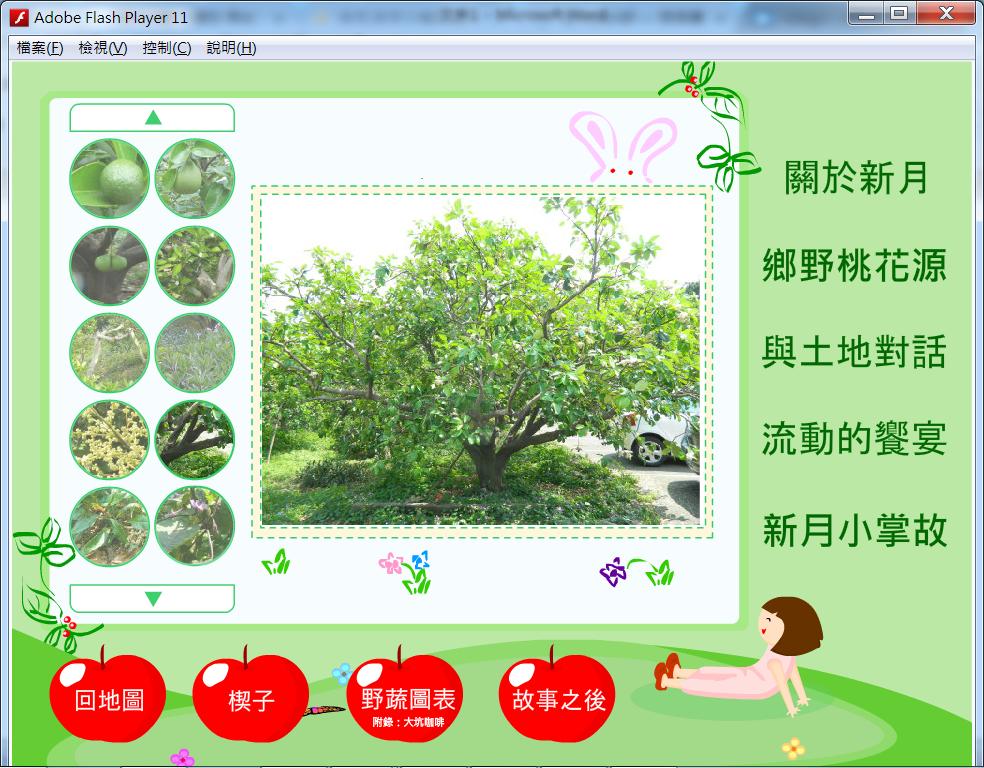 Adobe Flash Player 11
檔案(F) 檢視(V) 控制(C) 說明(H)
關於新月
鄉野桃花源
與土地對話
流動的饗宴
新月小掌故
回地圖
楔子
野蔬圖表
附錄：大坑咖啡
故事之後